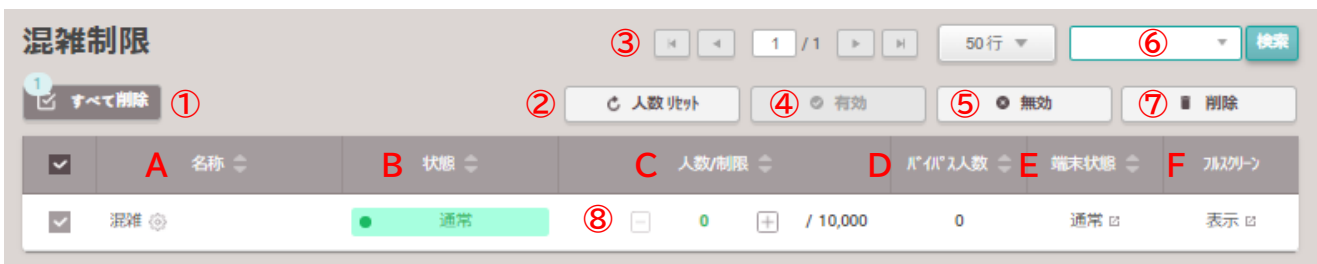 混雑制限 ③ 1 / 1 50行 ⑥ 検索
1 すべて削除 ① ② 人数ﾘｾｯﾄ ④ 有効 ⑤ 無効 ⑦ 削除
A 名称 B 状態 C 人数/制限 D ﾊﾞｲﾊﾟｽ人数 E 端末状態 F ﾌﾙｽｸﾘｰﾝ
混雑 通常 ⑧ 0 / 10,000 0 通常 表示